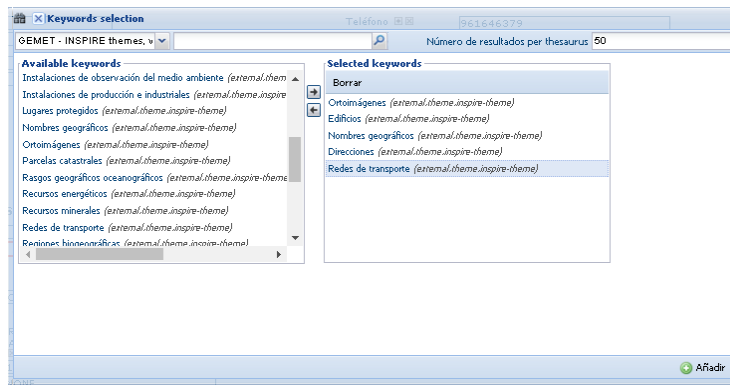 Keywords selection
Teléfono
961646379
GEMET - INSPIRE themes, v
Número de resultados per thesaurus 50
Available keywords
Instalaciones de observación del medio ambiente (external.them
Instalaciones de producción e industriales (external.theme.inspire
Lugares protegidos (external.theme.inspire-theme)
Nombres geográficos (external.theme.inspire-theme)
Ortoimágenes (external.theme.inspire-theme)
Parcelas catastrales (external.theme.inspire-theme)
Rasgos geográficos oceanográficos (external.theme.inspire-theme
Recursos energéticos (external.theme.inspire-theme)
Recursos minerales (external.theme.inspire-theme)
Redes de transporte (external.theme.inspire-theme)
Regiones biogeográficas (external.theme.inspire-theme)
Selected keywords
Borrar
Ortoimágenes (external.theme.inspire-theme)
Edificios (external.theme.inspire-theme)
Nombres geográficos (external.theme.inspire-theme)
Direcciones (external.theme.inspire-theme)
Redes de transporte (external.theme.inspire-theme)
Añadir